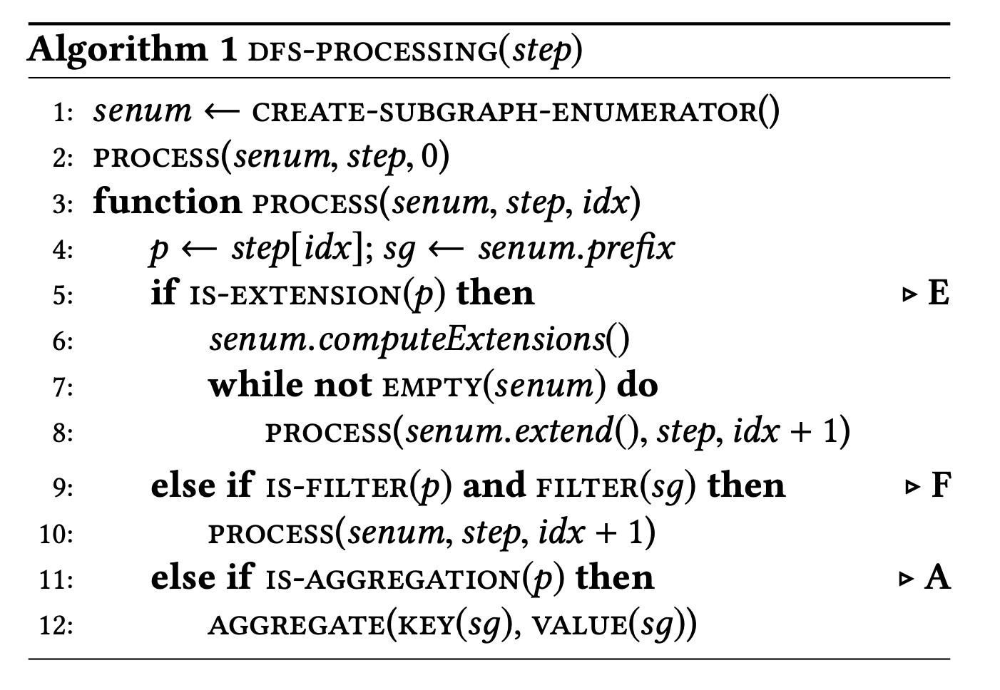 Algorithm 1 DFS-PROCESSING(step)
1: senum ← CREATE-SUBGRAPH-ENUMERATOR()
2: PROCESS(senum, step, 0)
3: function PROCESS(senum, step, idx)
4: p ← step[idx]; sg ← senum.prefix
5: if IS-EXTENSION(p) then ▷ E
6: senum.computeExtensions()
7: while not EMPTY(senum) do
8: PROCESS(senum.extend(), step, idx + 1)
9: else if IS-FILTER(p) and FILTER(sg) then ▷ F
10: PROCESS(senum, step, idx + 1)
11: else if IS-AGGREGATION(p) then ▷ A
12: AGGREGATE(KEY(sg), VALUE(sg))